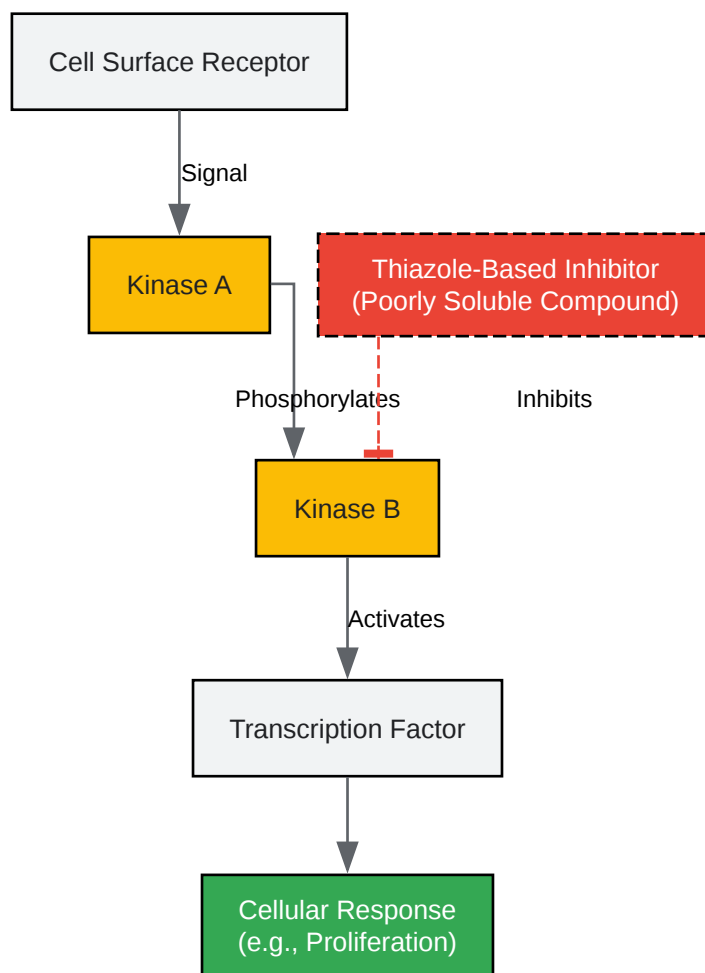 Cell Surface Receptor
Signal
Kinase A
Thiazole-Based Inhibitor
(Poorly Soluble Compound)
Phosphorylates
Inhibits
Kinase B
Activates
Transcription Factor
Cellular Response
(e.g., Proliferation)